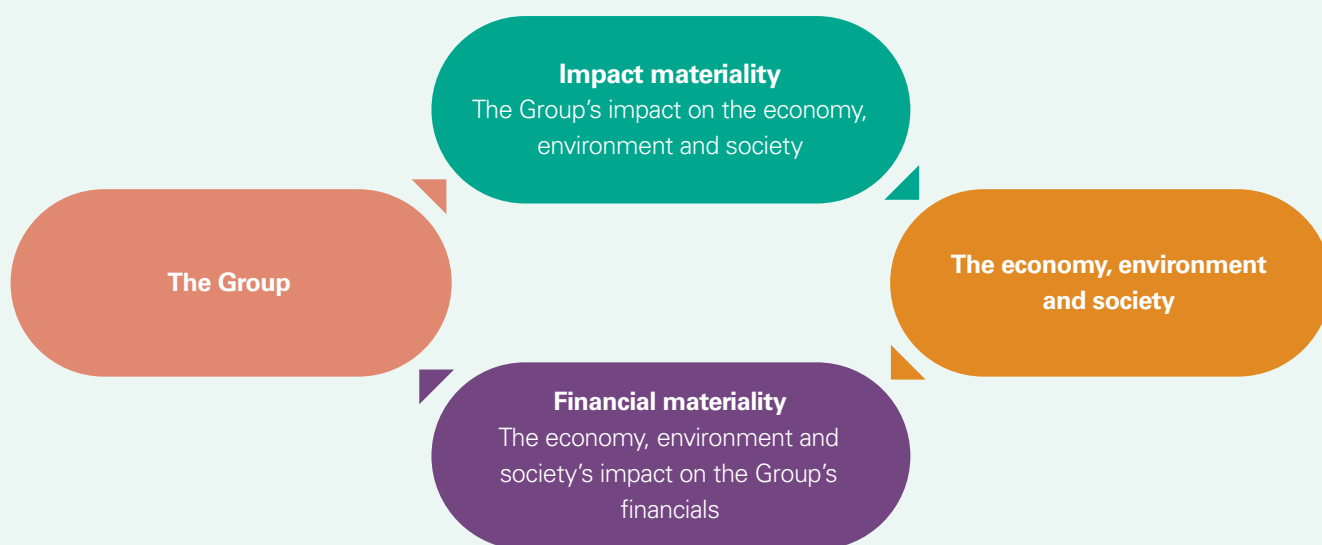 Impact materiality
The Group’s impact on the economy,
environment and society
The Group
The economy, environment
and society
Financial materiality
The economy, environment and
society’s impact on the Group’s
financials